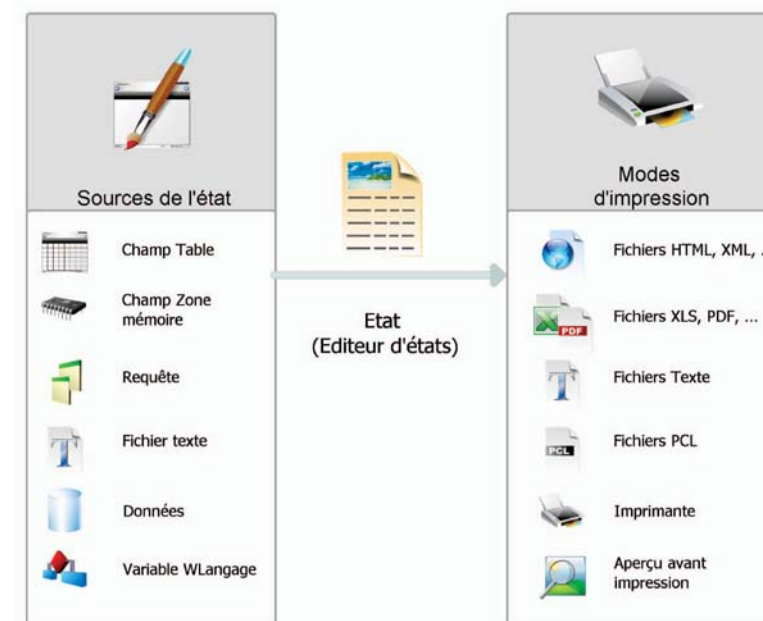 Sources de l'état
Champ Table
Champ Zone
mémoire
Requête
Fichier texte
Données
Variable WLangage
Etat
(Editeur d'états)
Modes
d'impression
Fichiers HTML, XML, .
Fichiers XLS, PDF, ...
PDF
Fichiers Texte
Fichiers PCL
PCL
Imprimante
Aperçu avant
impression